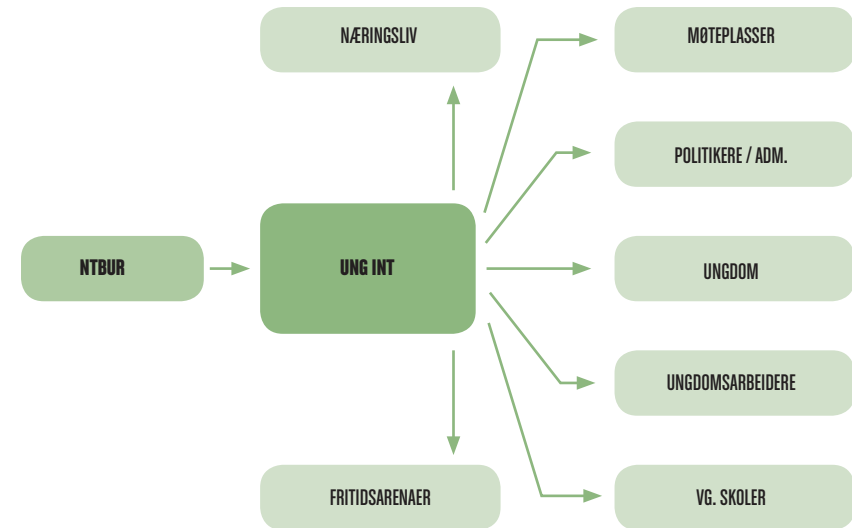 NÆRINGSLIV
MØTEPLASSER
POLITIKERE / ADM.
NTBUR
UNG INT
UNGDOM
UNGDOMSARBEIDERE
FRITIDSARENAER
VG. SKOLER